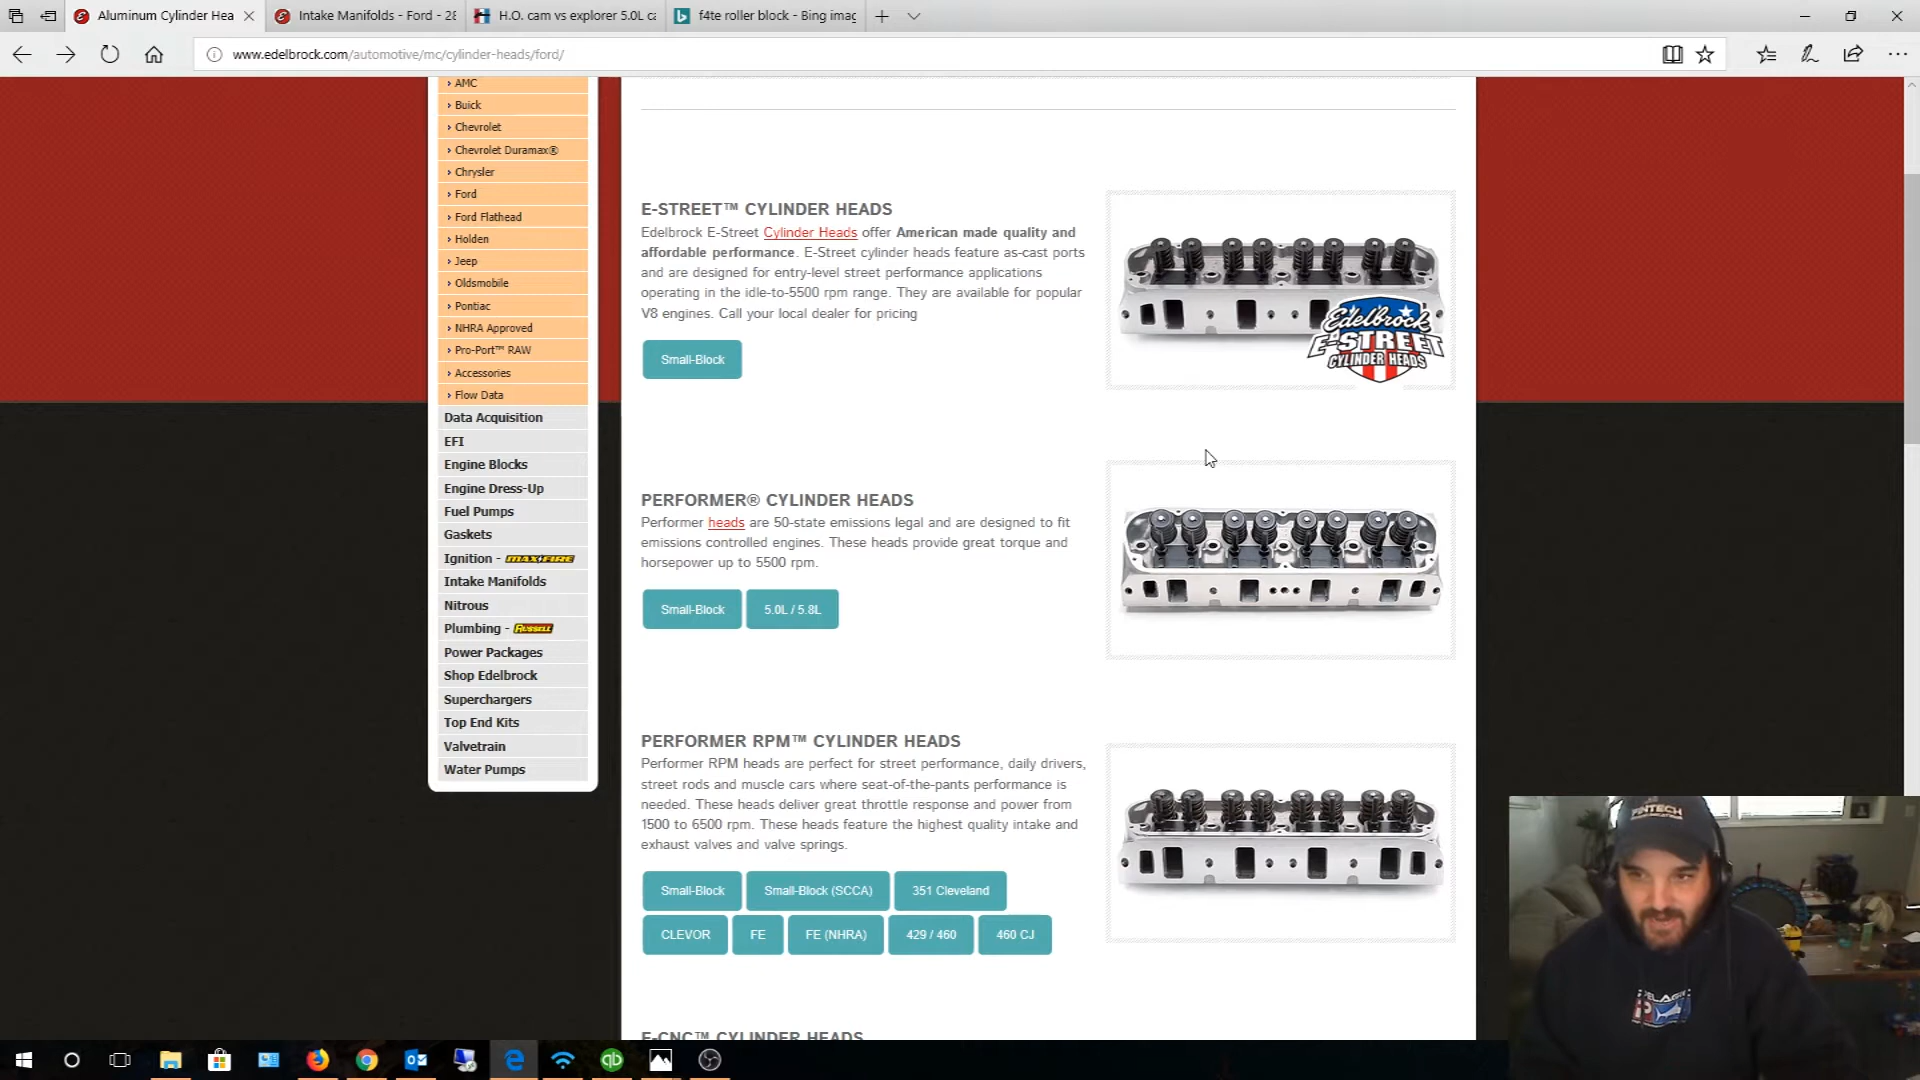 Aluminum Cylinder Hea
Intake Manifolds - Ford - 28
H.O. cam vs explorer 5.0L ca
f4te roller block - Bing imag
www.edelbrock.com/automotive/mc/cylinder-heads/ford/
› AMC
› Buick
› Chevrolet
› Chevrolet Duramax®
› Chrysler
› Ford
› Ford Flathead
› Holden
› Jeep
› Oldsmobile
› Pontiac
› NHRA Approved
› Pro-Port™ RAW
› Accessories
› Flow Data
Data Acquisition
EFI
Engine Blocks
Engine Dress-Up
Fuel Pumps
Gaskets
Ignition - MAX-FIRE
Intake Manifolds
Nitrous
Plumbing - RUSSELL
Power Packages
Shop Edelbrock
Superchargers
Top End Kits
Valvetrain
Water Pumps
E-STREET™ CYLINDER HEADS
Edelbrock E-Street Cylinder Heads offer American made quality and
affordable performance. E-Street cylinder heads feature as-cast ports
and are designed for entry-level street performance applications
operating in the idle-to-5500 rpm range. They are available for popular
V8 engines. Call your local dealer for pricing
Small-Block
Edelbrock
E-STREET
CYLINDER HEADS
PERFORMER® CYLINDER HEADS
Performer heads are 50-state emissions legal and are designed to fit
emissions controlled engines. These heads provide great torque and
horsepower up to 5500 rpm.
Small-Block
5.0L / 5.8L
PERFORMER RPM™ CYLINDER HEADS
Performer RPM heads are perfect for street performance, daily drivers,
street rods and muscle cars where seat-of-the-pants performance is
needed. These heads deliver great throttle response and power from
1500 to 6500 rpm. These heads feature the highest quality intake and
exhaust valves and valve springs.
Small-Block
Small-Block (SCCA)
351 Cleveland
CLEVOR
FE
FE (NHRA)
429 / 460
460 CJ
E-CNC™ CYLINDER HEADS
PELAGIC